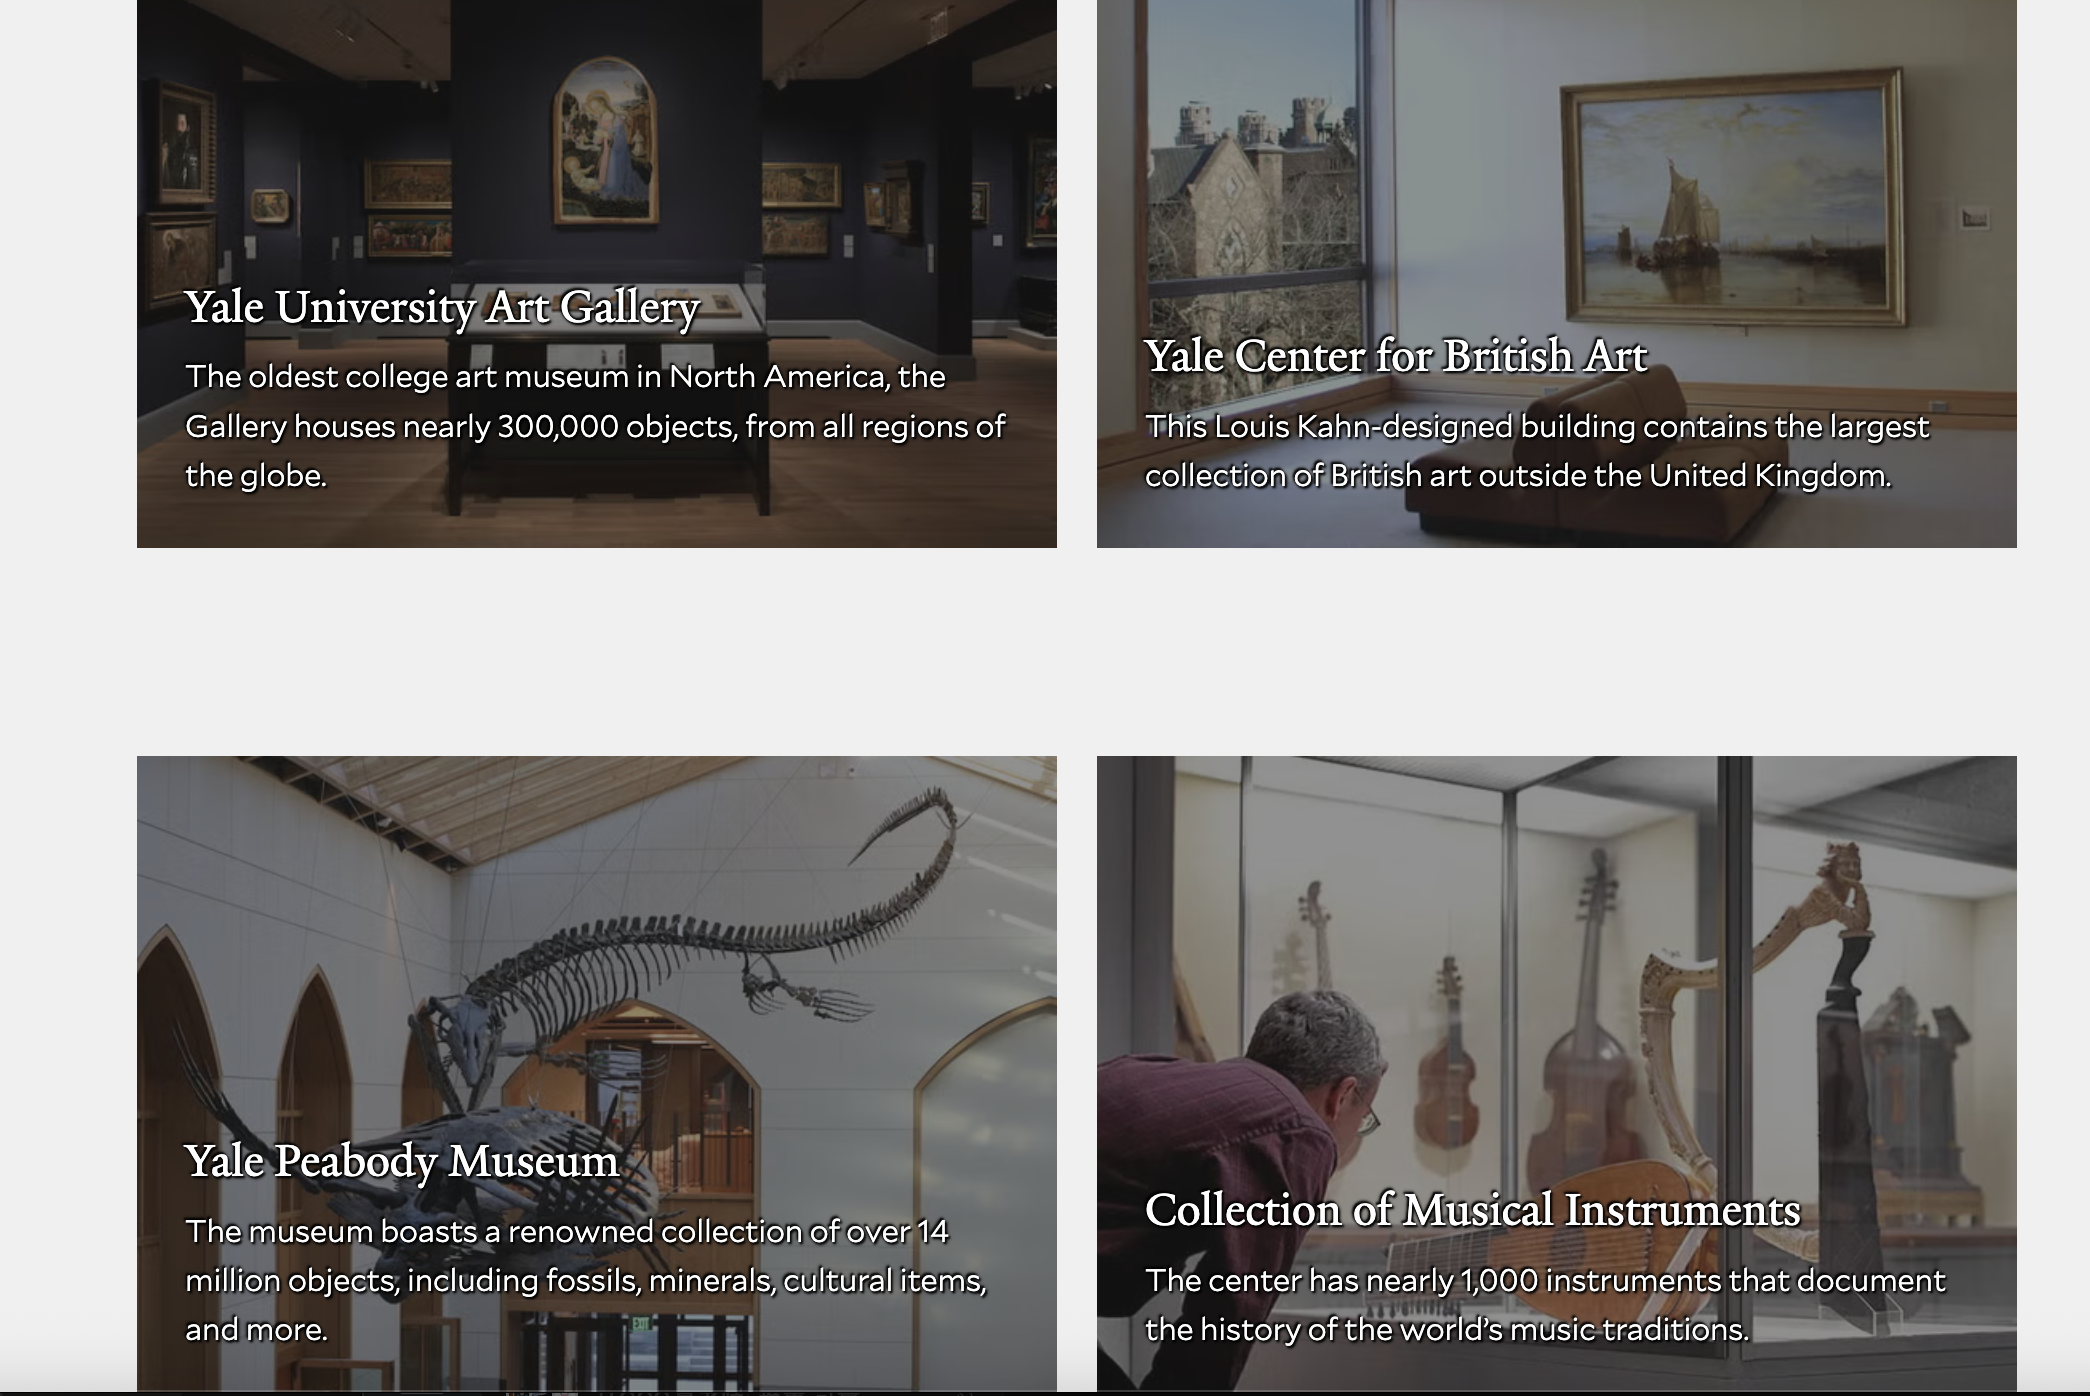 Yale University Art Gallery
The oldest college art museum in North America, the
Gallery houses nearly 300,000 objects, from all regions of
the globe.
Yale Center for British Art
This Louis Kahn-designed building contains the largest
collection of British art outside the United Kingdom.
Yale Peabody Museum
The museum boasts a renowned collection of over 14
million objects, including fossils, minerals, cultural items,
and more.
EXIT
Collection of Musical Instruments
The center has nearly 1,000 instruments that document
the history of the world’s music traditions.